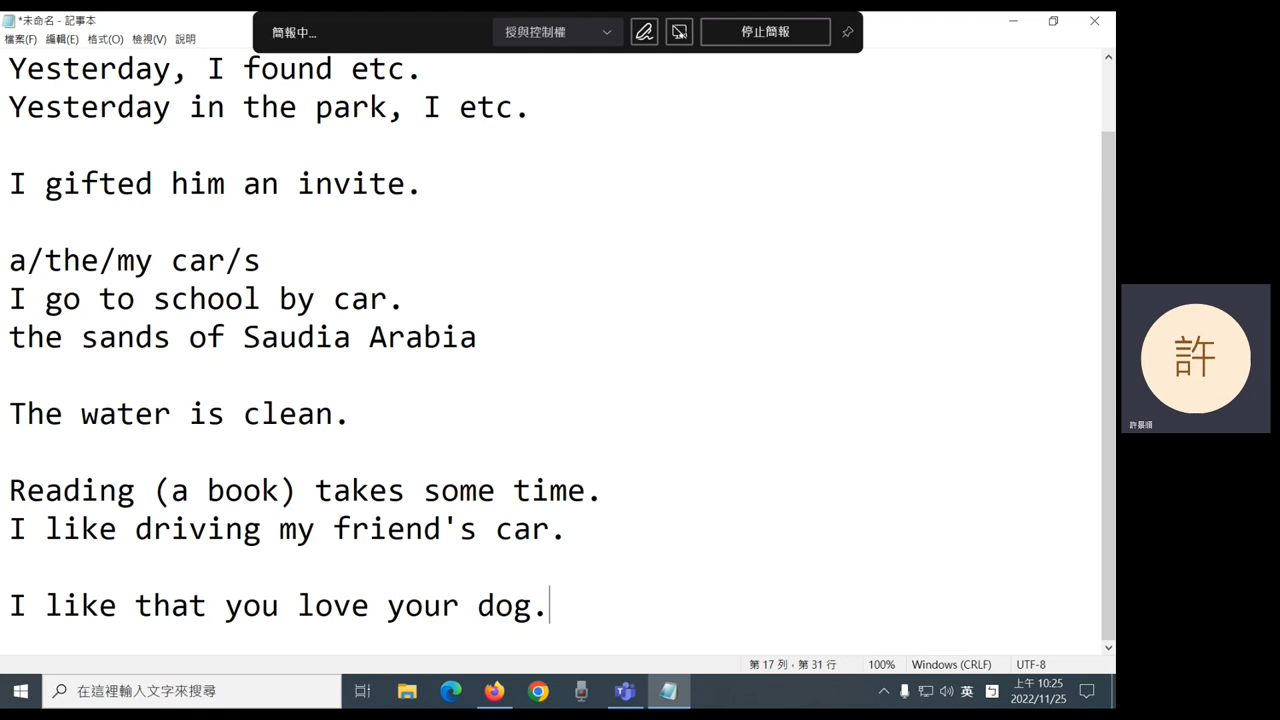 *未命名 - 記事本
檔案(F) 編輯(E) 格式(O) 檢視(V) 說明
簡報中... 授與控制權 停止簡報
Yesterday, I found etc.
Yesterday in the park, I etc.
I gifted him an invite.
a/the/my car/s
I go to school by car.
the sands of Saudia Arabia
The water is clean.
Reading (a book) takes some time.
I like driving my friend's car.
I like that you love your dog.
許
許景順
第 17 列，第 31 行 100% Windows (CRLF) UTF-8
在這裡輸入文字來搜尋
英
上午 10:25
2022/11/25